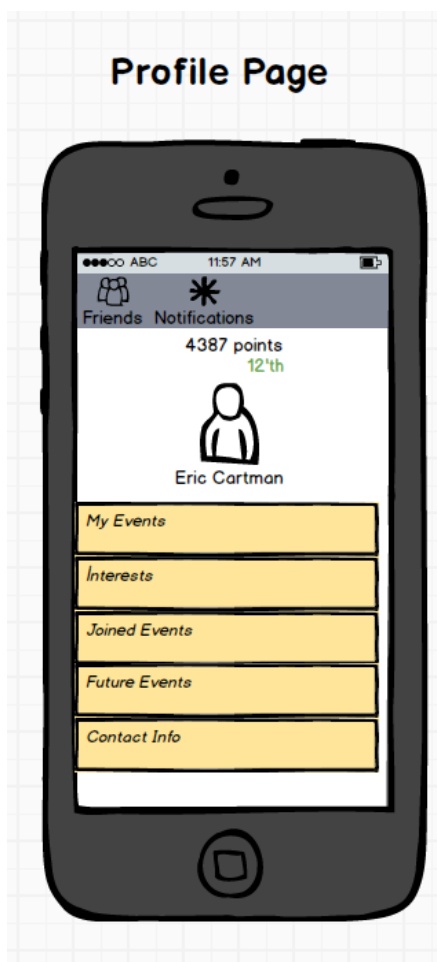 Profile Page
ABC 11:57 AM
Friends Notifications
4387 points
12'th
Eric Cartman
My Events
İnterests
Joined Events
Future Events
Contact Info